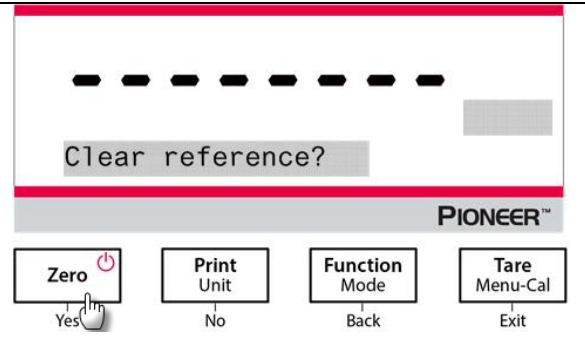 --------
Clear reference?
PIONEER™
Zero Print Function Tare
Unit Mode Menu-Cal
Yes No Back Exit